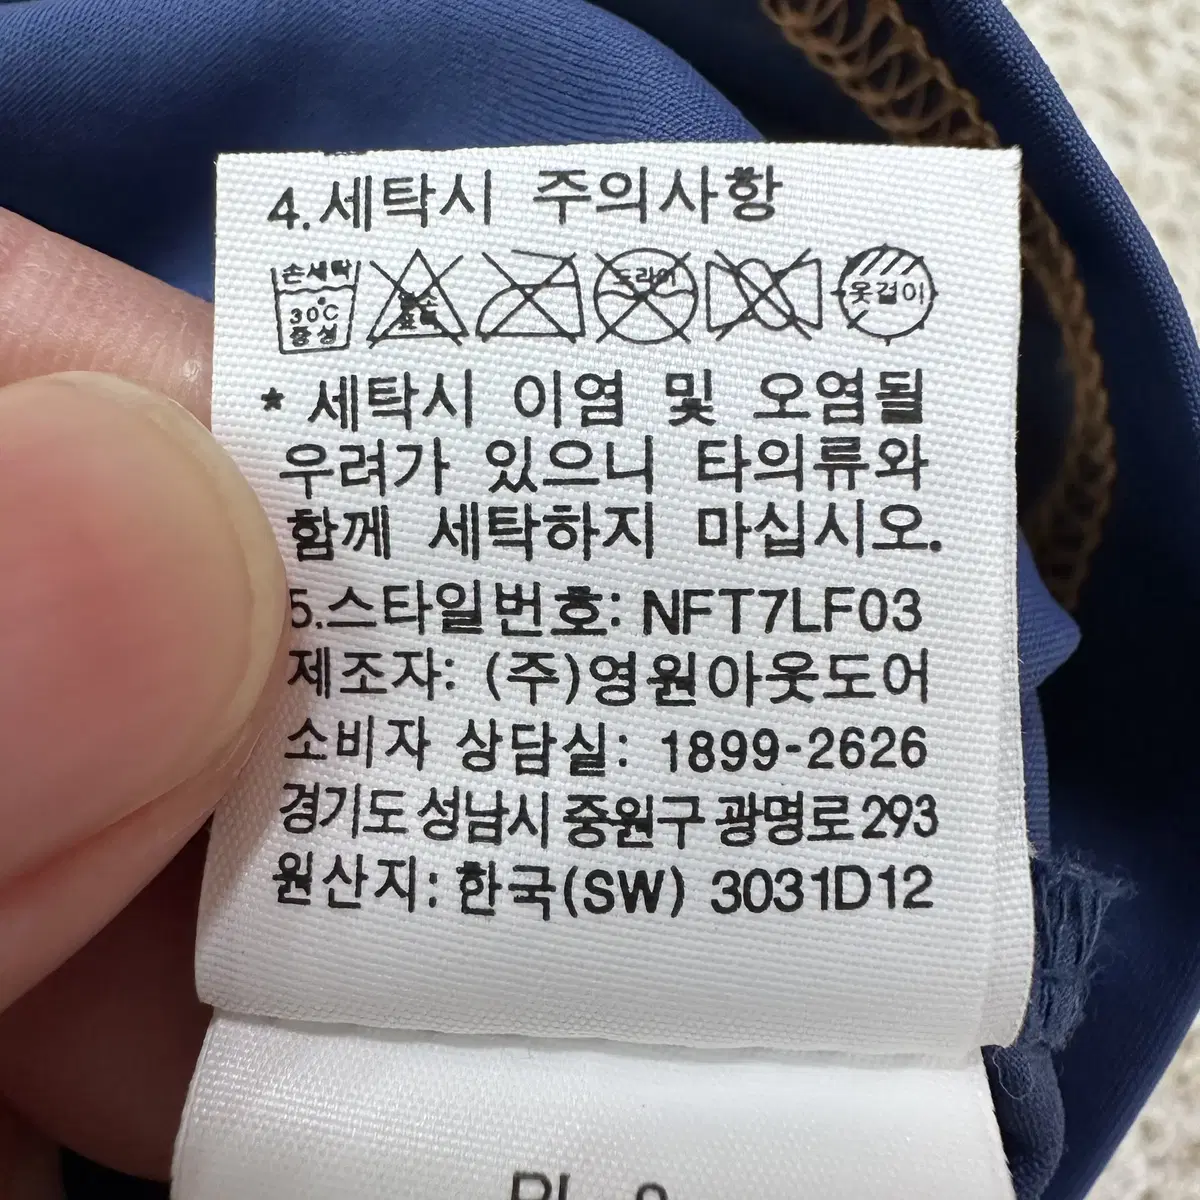 4.세탁시 주의사항
손세탁 30℃ 중성 드라이 옷걸이
* 세탁시 이염 및 오염될
우려가 있으니 타의류와
함께 세탁하지 마십시오.
5.스타일번호: NFT7LF03
제조자: (주)영원아웃도어
소비자 상담실: 1899-2626
경기도 성남시 중원구 광명로293
원산지: 한국(SW) 3031D12